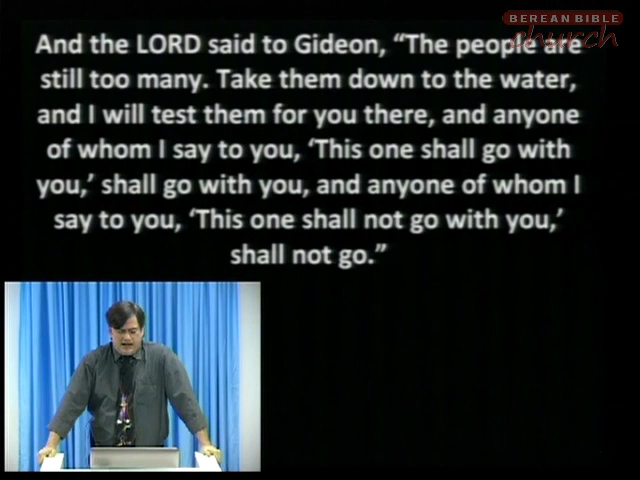 BEREAN BIBLE
church
And the LORD said to Gideon, “The people are
still too many. Take them down to the water,
and I will test them for you there, and anyone
of whom I say to you, ‘This one shall go with
you,’ shall go with you, and anyone of whom I
say to you, ‘This one shall not go with you,’
shall not go.”